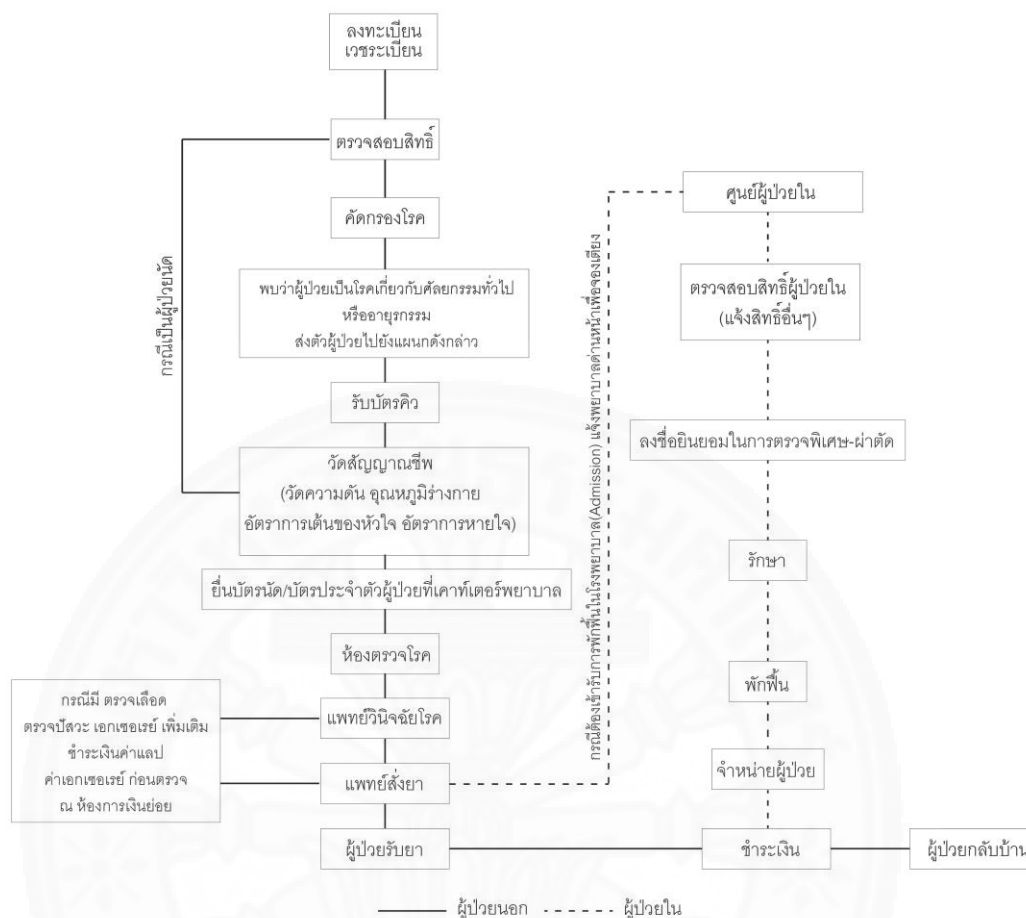 ลงทะเบียน
เวชระเบียน
ตรวจสอบสิทธิ์
คัดกรองโรค
พบว่าผู้ป่วยเป็นโรคเกี่ยวกับศัลยกรรมทั่วไป
หรืออายุรกรรม
ส่งตัวผู้ป่วยไปยังแผนกดังกล่าว
รับบัตรคิว
วัดสัญญาณชีพ
(วัดความดัน อุณหภูมิร่างกาย
อัตราการเต้นของหัวใจ อัตราการหายใจ)
กรณีเป็นผู้ป่วยนัด
ยื่นบัตรนัด/บัตรประจำตัวผู้ป่วยที่เคาท์เตอร์พยาบาล
ห้องตรวจโรค
แพทย์วินิจฉัยโรค
กรณีมี ตรวจเลือด
ตรวจปัสวะ เอกเซอเรย์ เพิ่มเติม
ชำระเงินค่าแลป
ค่าเอกเซอเรย์ ก่อนตรวจ
ณ ห้องการเงินย่อย
แพทย์สั่งยา
ผู้ป่วยรับยา
กรณีต้องเข้ารับการพักฟื้นในโรงพยาบาล(Admission) แจ้งพยาบาลด่านหน้าเพื่อจองเตียง
ศูนย์ผู้ป่วยใน
ตรวจสอบสิทธิ์ผู้ป่วยใน
(แจ้งสิทธิ์อื่นๆ)
ลงชื่อยินยอมในการตรวจพิเศษ-ผ่าตัด
รักษา
พักฟื้น
จำหน่ายผู้ป่วย
ชำระเงิน
ผู้ป่วยกลับบ้าน
ผู้ป่วยนอก
ผู้ป่วยใน